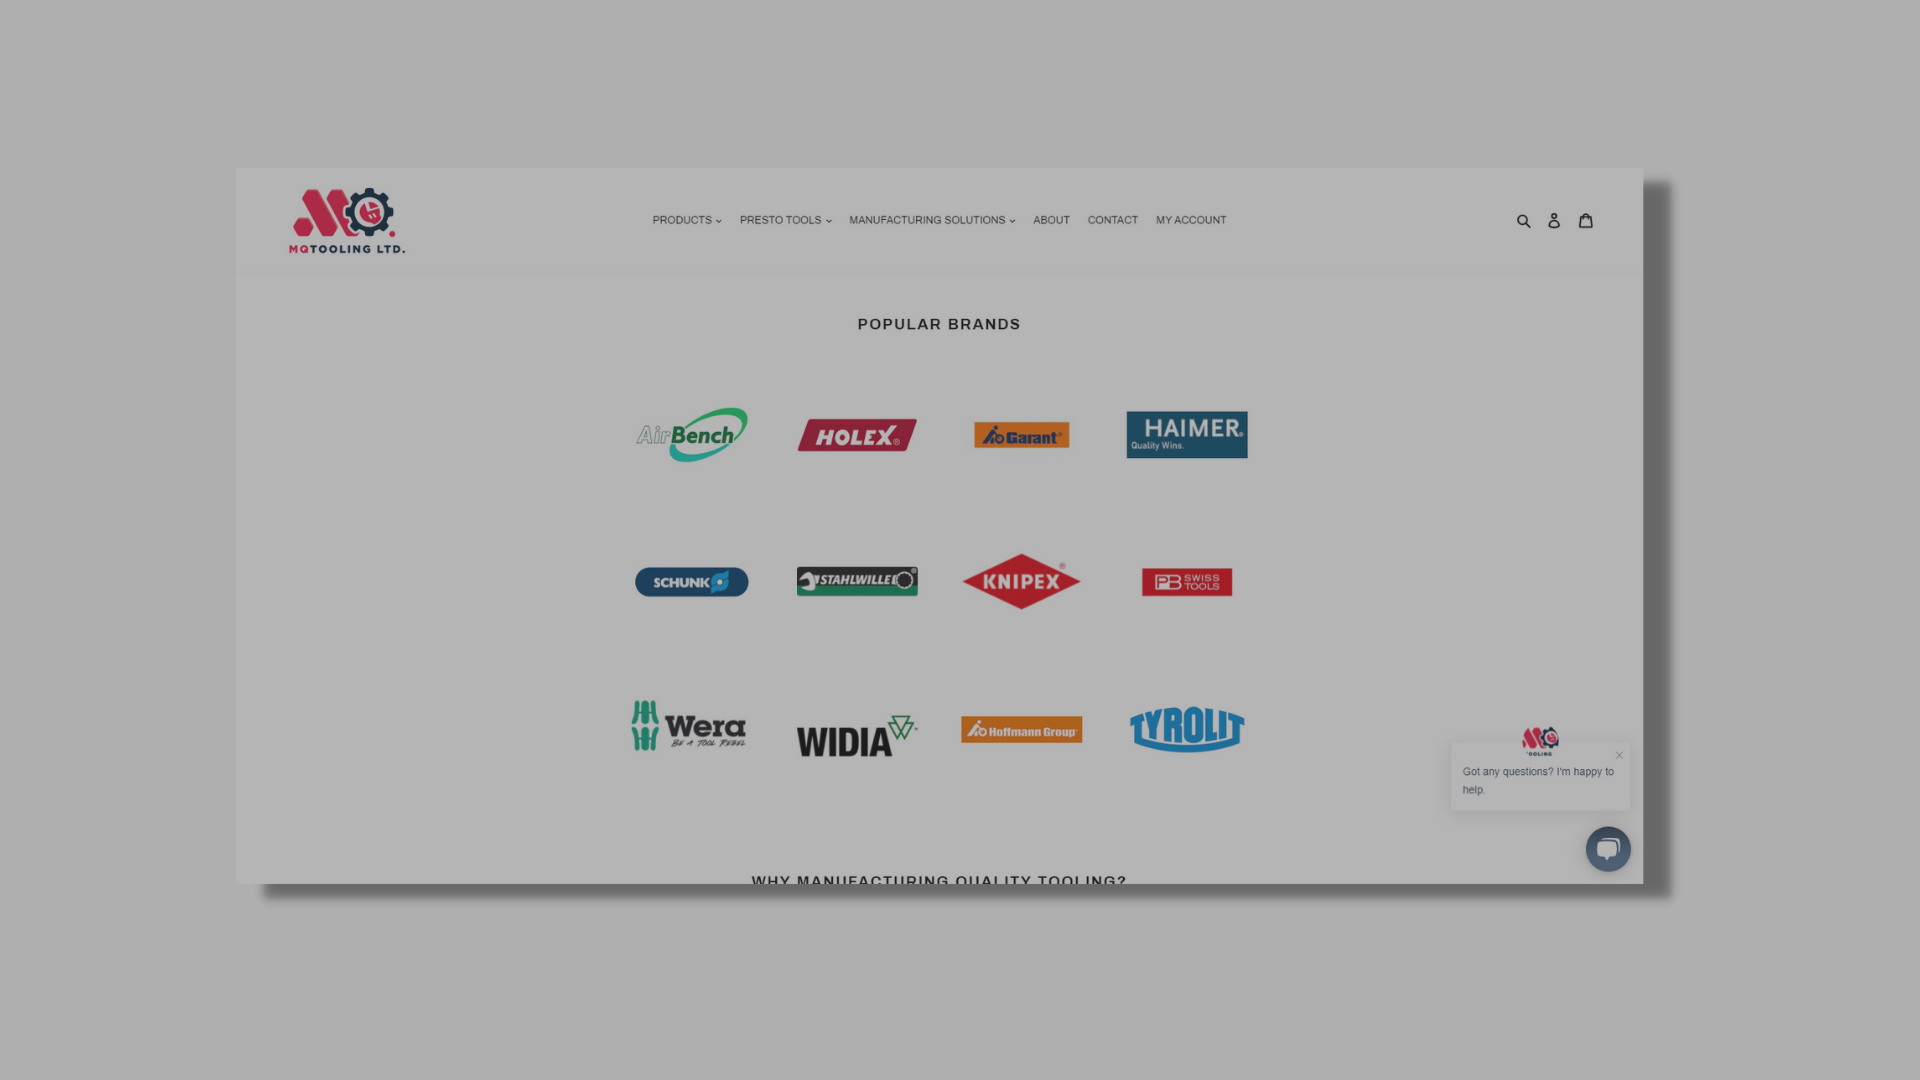 MQTOOLING LTD.
PRODUCTS
PRESTO TOOLS
MANUFACTURING SOLUTIONS
ABOUT
CONTACT
MY ACCOUNT
POPULAR BRANDS
AirBench
HOLEX®
Garant®
HAIMER®
Quality Wins.
SCHUNK
STAHLWILLE®
KNIPEX®
PB SWISS
TOOLS
Wera
BE A TOOL REBEL
WIDIA™
Hoffmann Group®
TYROLIT
Got any questions? I'm happy to
help.
WHY MANUFACTURING QUALITY TOOLING?